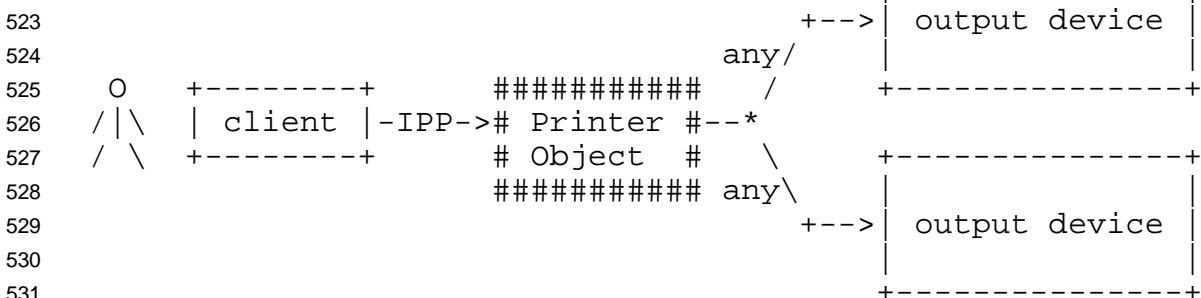 523                                        +-->| output device |
524                                    any/    |               |
525    O   +--------+      ###########   /      +---------------+
526   /|\  | client |-IPP-># Printer #--*
527   / \  +--------+      # Object  #   \      +---------------+
528                        ########### any\     |               |
529                                        +-->| output device |
530                                            |               |
531                                            +---------------+